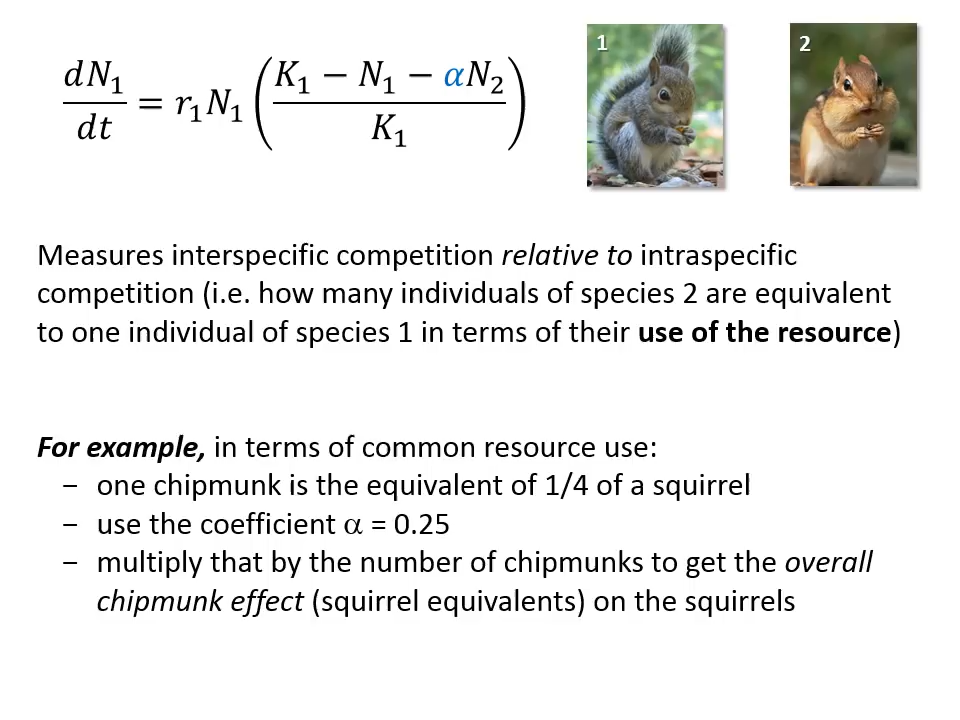 dN₁/dt = r₁N₁ ((K₁ − N₁ − αN₂)/K₁)
1
2
Measures interspecific competition relative to intraspecific
competition (i.e. how many individuals of species 2 are equivalent
to one individual of species 1 in terms of their use of the resource)
For example, in terms of common resource use:
− one chipmunk is the equivalent of 1/4 of a squirrel
− use the coefficient α = 0.25
− multiply that by the number of chipmunks to get the overall
chipmunk effect (squirrel equivalents) on the squirrels